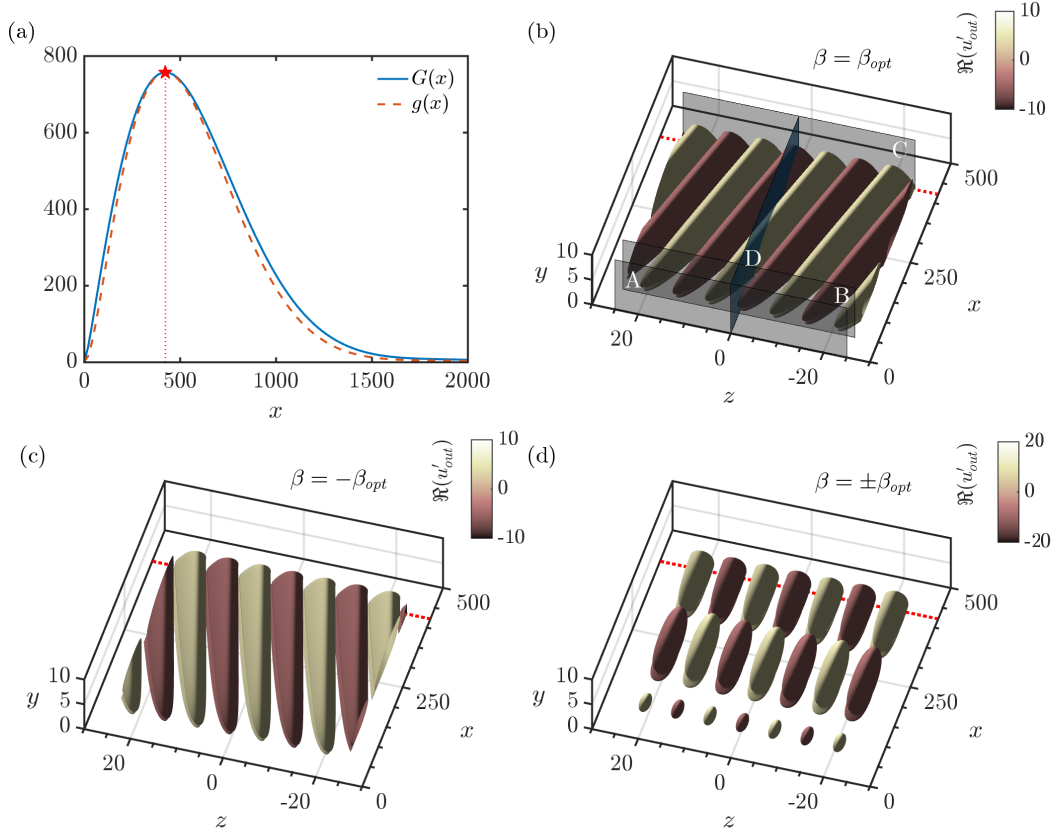 (a)
800
600
400
200
0
0
500
1000
1500
2000
x
G(x)
g(x)
(b)
β = β_opt
ℜ(u′_out)
10
0
-10
C
D
A
B
10
5
0
y
20
0
-20
z
0
250
500
x
(c)
β = −β_opt
ℜ(u′_out)
10
0
-10
10
5
0
y
20
0
-20
z
0
250
500
x
(d)
β = ±β_opt
ℜ(u′_out)
20
0
-20
10
5
0
y
20
0
-20
z
0
250
500
x